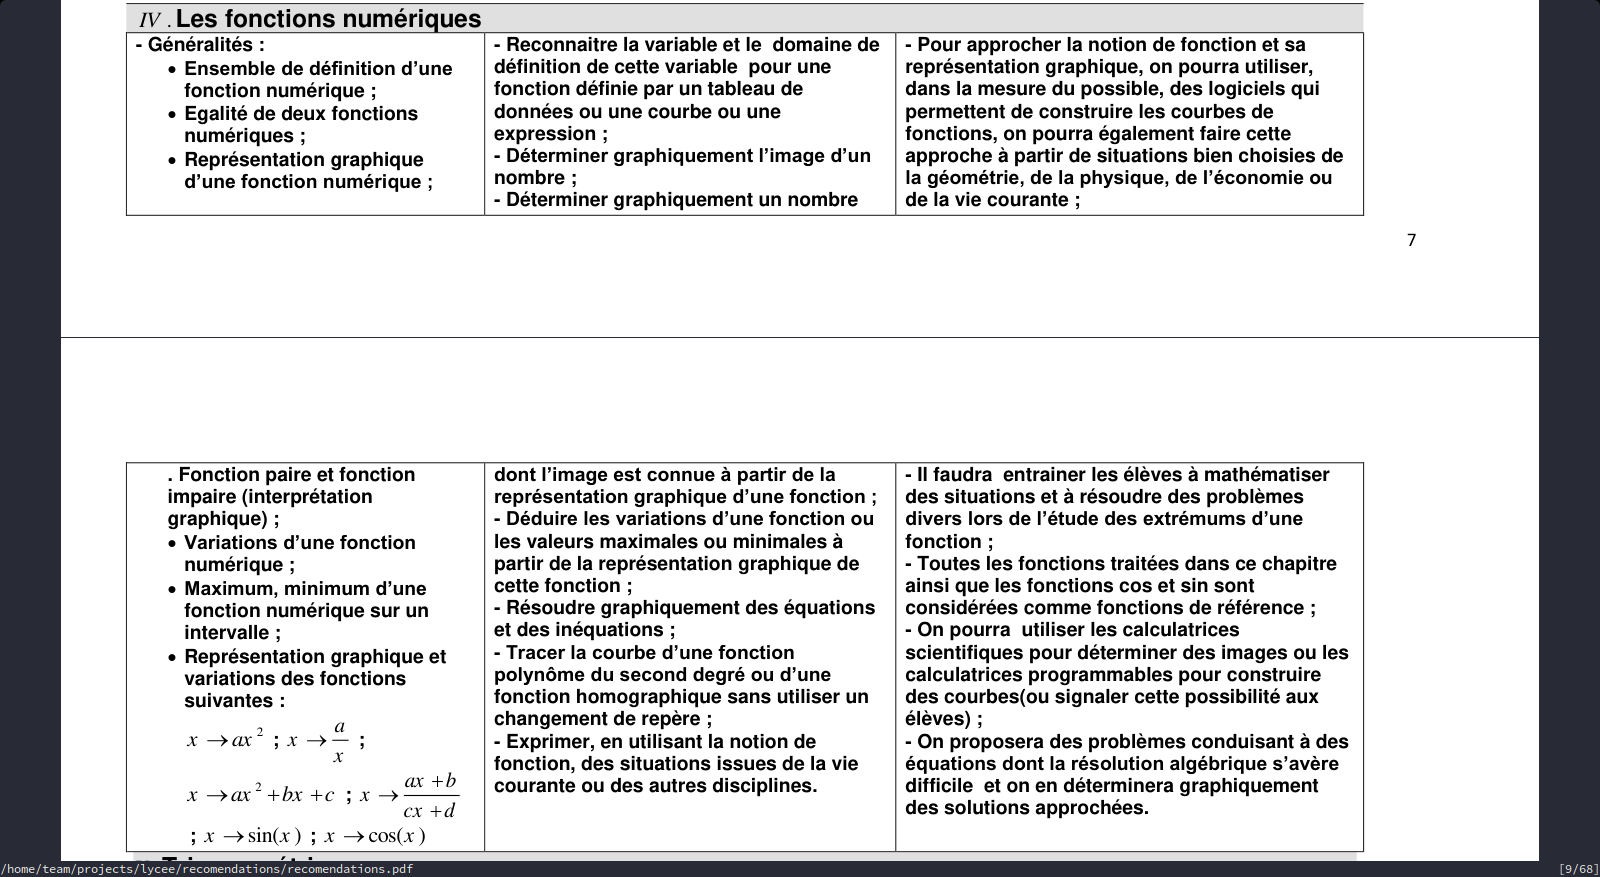 IV . Les fonctions numériques
- Généralités :
• Ensemble de définition d’une
fonction numérique ;
• Egalité de deux fonctions
numériques ;
• Représentation graphique
d’une fonction numérique ;
- Reconnaitre la variable et le domaine de
définition de cette variable pour une
fonction définie par un tableau de
données ou une courbe ou une
expression ;
- Déterminer graphiquement l’image d’un
nombre ;
- Déterminer graphiquement un nombre
- Pour approcher la notion de fonction et sa
représentation graphique, on pourra utiliser,
dans la mesure du possible, des logiciels qui
permettent de construire les courbes de
fonctions, on pourra également faire cette
approche à partir de situations bien choisies de
la géométrie, de la physique, de l’économie ou
de la vie courante ;
7
. Fonction paire et fonction
impaire (interprétation
graphique) ;
• Variations d’une fonction
numérique ;
• Maximum, minimum d’une
fonction numérique sur un
intervalle ;
• Représentation graphique et
variations des fonctions
suivantes :
x → ax² ; x → a/x ;
x → ax² + bx + c ; x → (ax + b)/(cx + d)
; x → sin(x) ; x → cos(x)
dont l’image est connue à partir de la
représentation graphique d’une fonction ;
- Déduire les variations d’une fonction ou
les valeurs maximales ou minimales à
partir de la représentation graphique de
cette fonction ;
- Résoudre graphiquement des équations
et des inéquations ;
- Tracer la courbe d’une fonction
polynôme du second degré ou d’une
fonction homographique sans utiliser un
changement de repère ;
- Exprimer, en utilisant la notion de
fonction, des situations issues de la vie
courante ou des autres disciplines.
- Il faudra entrainer les élèves à mathématiser
des situations et à résoudre des problèmes
divers lors de l’étude des extrémums d’une
fonction ;
- Toutes les fonctions traitées dans ce chapitre
ainsi que les fonctions cos et sin sont
considérées comme fonctions de référence ;
- On pourra utiliser les calculatrices
scientifiques pour déterminer des images ou les
calculatrices programmables pour construire
des courbes(ou signaler cette possibilité aux
élèves) ;
- On proposera des problèmes conduisant à des
équations dont la résolution algébrique s’avère
difficile et on en déterminera graphiquement
des solutions approchées.
/home/team/projects/lycee/recomendations/recomendations.pdf
[9/68]